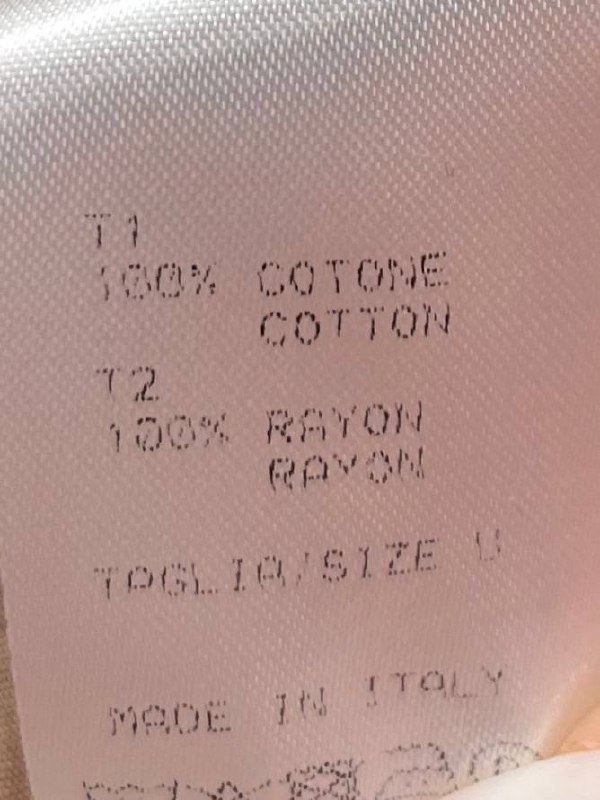 T1
100% COTONE
COTTON
T2
100% RAYON
RAYON
TAGLIA/SIZE U
MADE IN ITALY